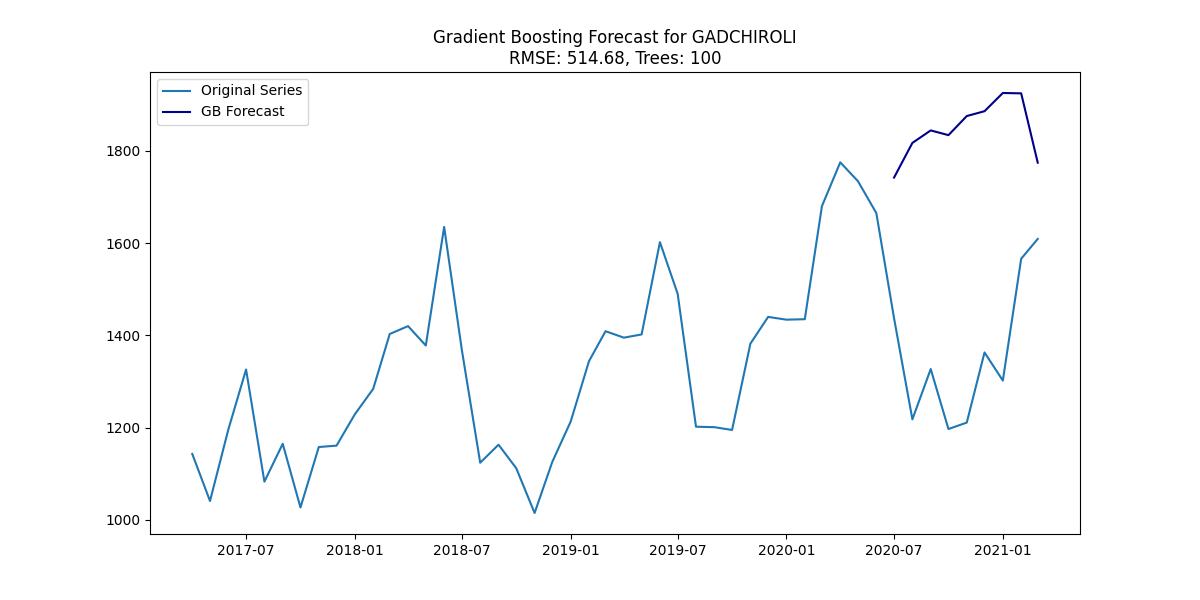 Gradient Boosting Forecast for GADCHIROLI
RMSE: 514.68, Trees: 100
Original Series
GB Forecast
1800
1600
1400
1200
1000
2017-07 2018-01 2018-07 2019-01 2019-07 2020-01 2020-07 2021-01